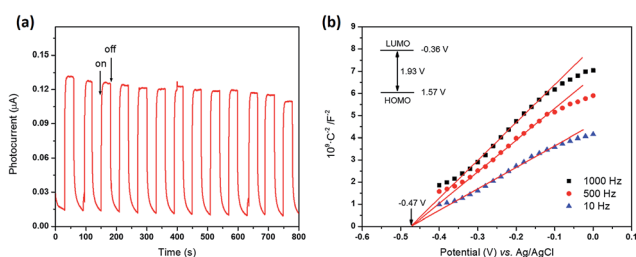 (a)
off
on
0.15
0.12
0.09
0.06
0.03
0.00
Photocurrent (μA)
0 100 200 300 400 500 600 700 800
Time (s)
(b)
LUMO
-0.36 V
1.93 V
HOMO
1.57 V
-0.47 V
1000 Hz
500 Hz
10 Hz
9
8
7
6
5
4
3
2
1
0
10⁹·C⁻² /F⁻²
-0.6 -0.5 -0.4 -0.3 -0.2 -0.1 0.0 0.1
Potential (V) vs. Ag/AgCl